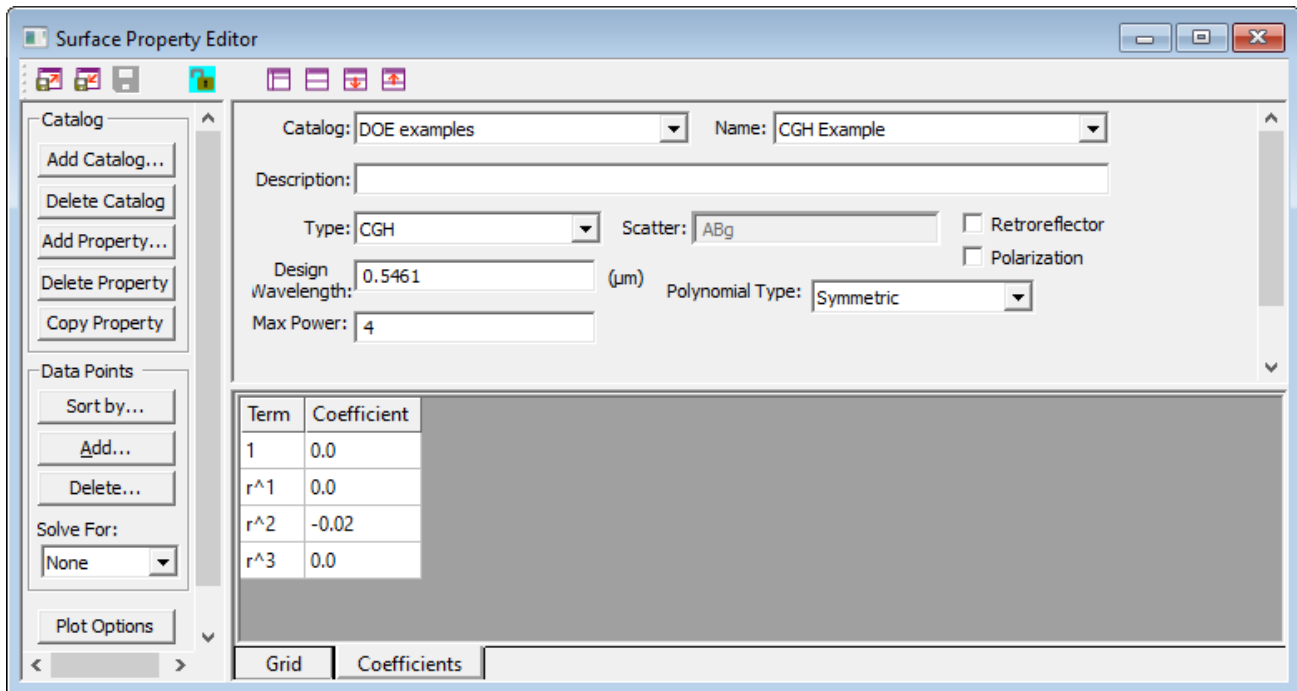 Surface Property Editor
Catalog
Add Catalog...
Delete Catalog
Add Property...
Delete Property
Copy Property
Data Points
Sort by...
Add...
Delete...
Solve For:
None
Plot Options
Catalog: DOE examples Name: CGH Example
Description:
Type: CGH Scatter: ABg Retroreflector
Polarization
Design
Wavelength: 0.5461 (μm) Polynomial Type: Symmetric
Max Power: 4
Term Coefficient
1 0.0
r^1 0.0
r^2 -0.02
r^3 0.0
Grid Coefficients